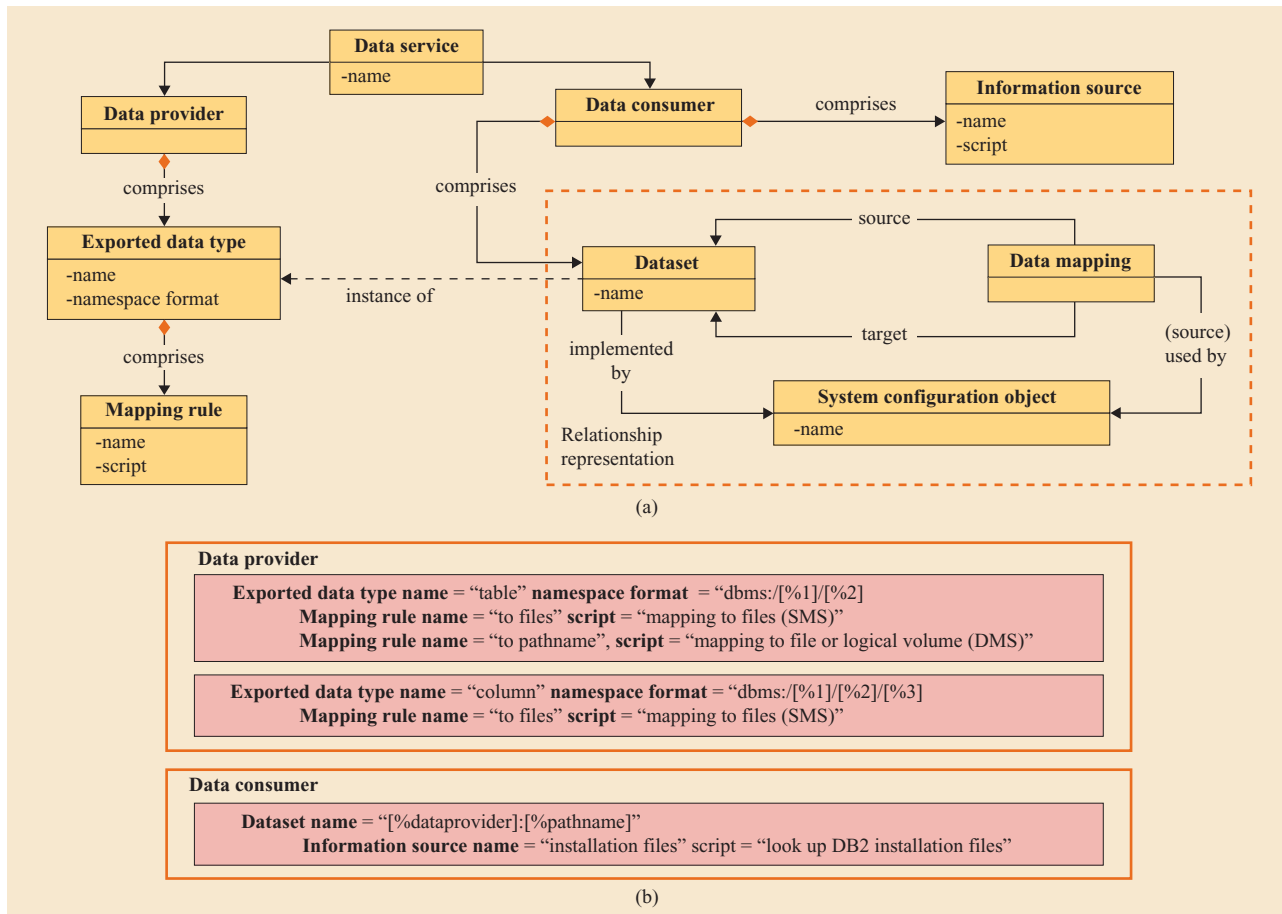 Data service
-name
Data provider
Data consumer
comprises
Information source
-name
-script
comprises
comprises
Exported data type
-name
-namespace format
instance of
source
Dataset
-name
Data mapping
target
implemented
by
(source)
used by
comprises
Mapping rule
-name
-script
System configuration object
-name
Relationship
representation
(a)
Data provider
Exported data type name = “table” namespace format = “dbms:/[%1]/[%2]
Mapping rule name = “to files” script = “mapping to files (SMS)”
Mapping rule name = “to pathname”, script = “mapping to file or logical volume (DMS)”
Exported data type name = “column” namespace format = “dbms:/[%1]/[%2]/[%3]
Mapping rule name = “to files” script = “mapping to files (SMS)”
Data consumer
Dataset name = “[%dataprovider]:[%pathname]”
Information source name = “installation files” script = “look up DB2 installation files”
(b)